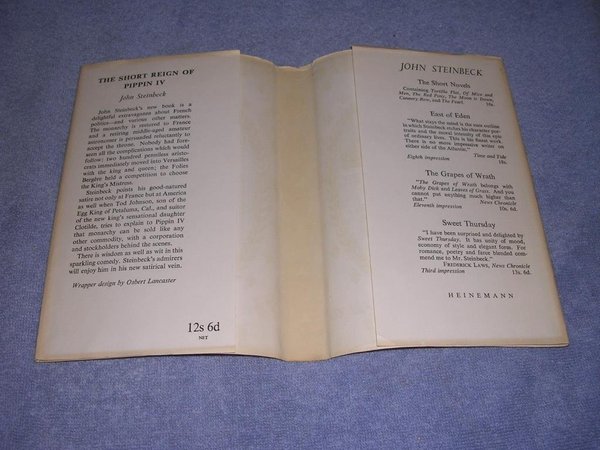 THE SHORT REIGN OF
PIPPIN IV
John Steinbeck
John Steinbeck's new book is a
delightful extravaganza about French
politics—and various other matters.
The monarchy is restored to France
and a retiring middle-aged amateur
astronomer is persuaded reluctantly to
accept the throne. Nobody had fore-
seen all the complications which would
follow: two hundred penniless aristo-
crats immediately moved into Versailles
with the king and queen; the Folies
Bergère held a competition to choose
the King's Mistress.
Steinbeck points his good-natured
satire not only at France but at America
as well when Tod Johnson, son of the
Egg King of Petaluma, Cal., and suitor
of the new king's sensational daughter
Clotilde, tries to explain to Pippin IV
that monarchy can be sold like any
other commodity, with a corporation
and stockholders behind the scenes.
There is wisdom as well as wit in this
sparkling comedy. Steinbeck's admirers
will enjoy him in his new satirical vein.
Wrapper design by Osbert Lancaster
12s 6d
NET
JOHN STEINBECK
The Short Novels
Containing Tortilla Flat, Of Mice and
Men, The Red Pony, The Moon is Down,
Cannery Row, and The Pearl.
East of Eden
"What stays the mind is the sure outline
in which Steinbeck etches his character por-
traits and the moral intensity of this epic
of ordinary men. This is his finest work.
There is no more impressive writer on
either side of the Atlantic."
Time and Tide
Eighth impression
The Grapes of Wrath
"The Grapes of Wrath belongs with
Moby Dick and Leaves of Grass. And you
cannot put anything much higher than
that."
News Chronicle
Eleventh impression 10s. 6d.
Sweet Thursday
"I have been surprised and delighted by
Sweet Thursday. It has unity of mood,
economy of style and elegant form. For
romance, poetry and farce blended com-
mend me to Mr. Steinbeck."
FREDERICK LAWS, News Chronicle
Third impression 13s. 6d.
HEINEMANN